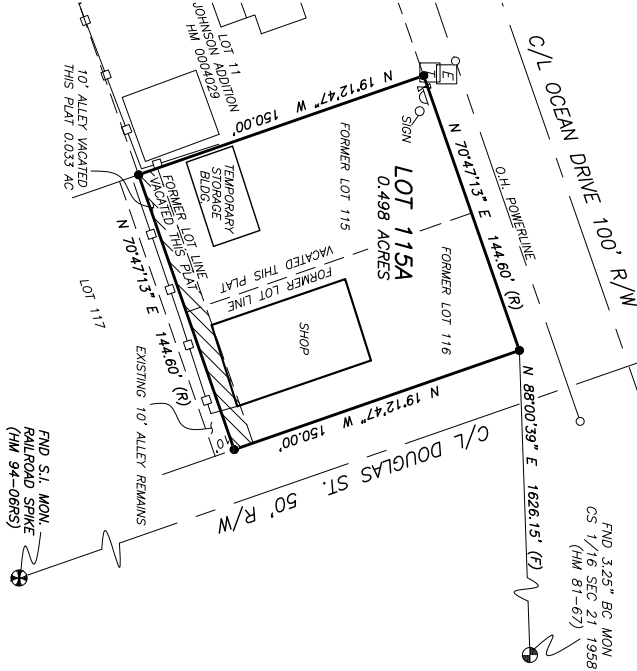 C/L OCEAN DRIVE 100' R/W
O.H. POWERLINE
E
T
SIGN
N 70°47'13" E 144.60' (R)
LOT 115A
0.498 ACRES
FORMER LOT 115
FORMER LOT 116
N 19°12'47" W 150.00'
LOT 11
JOHNSON ADDITION
HM 0004029
TEMPORARY
STORAGE
BLDG.
FORMER LOT LINE
VACATED THIS PLAT
FORMER LOT LINE
VACATED THIS PLAT
SHOP
10' ALLEY VACATED
THIS PLAT 0.033 AC
N 70°47'13" E 144.60' (R)
LOT 117
EXISTING 10' ALLEY REMAINS
10'
N 19°12'47" W 150.00'
C/L DOUGLAS ST. 50' R/W
N 88°00'39" E 1626.15' (F)
FND 3.25" BC MON
CS 1/16 SEC 21 1958
(HM 81-67)
FND S.I. MON.
RAILROAD SPIKE
(HM 94-06RS)